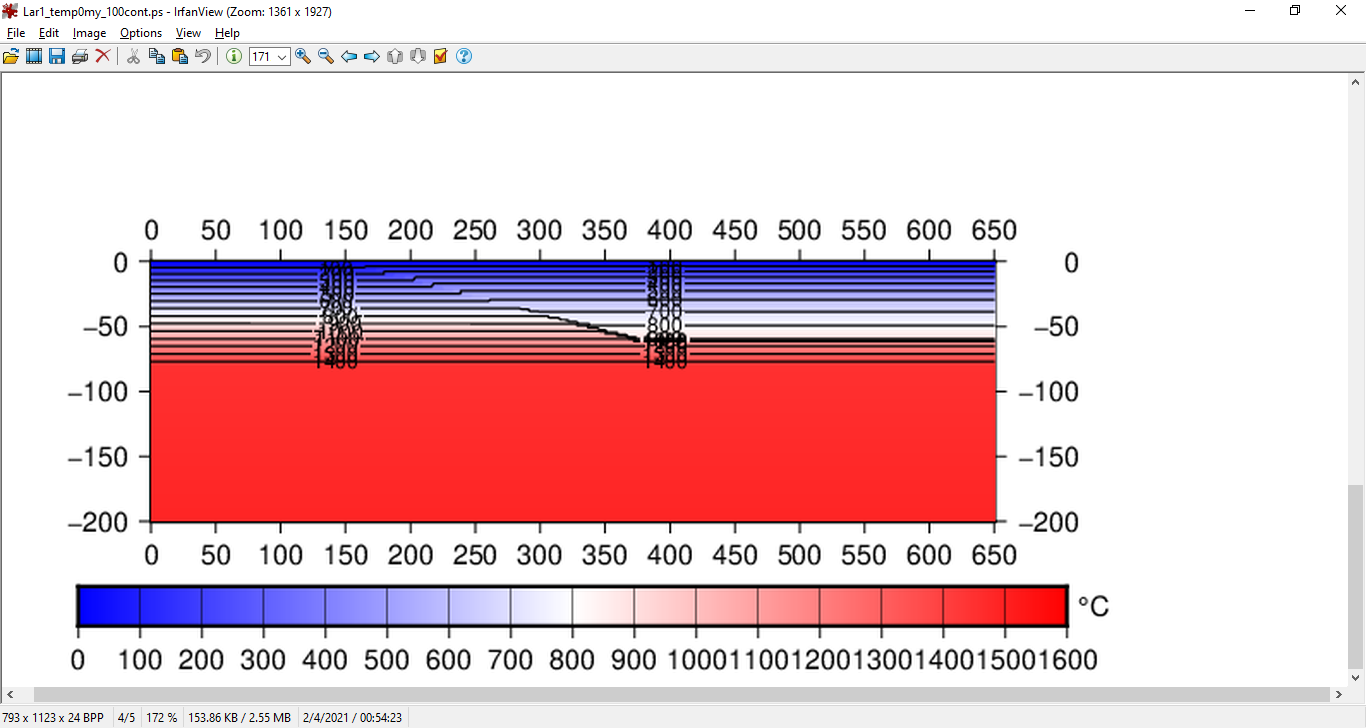 Lar1_temp0my_100cont.ps - IrfanView (Zoom: 1361 x 1927)
File Edit Image Options View Help
171
0 50 100 150 200 250 300 350 400 450 500 550 600 650
0 0
−50 −50
700
800 800
1400 1400
−100 −100
−150 −150
−200 −200
0 50 100 150 200 250 300 350 400 450 500 550 600 650
°C
0 100 200 300 400 500 600 700 800 900 1000 1100 1200 1300 1400 1500 1600
793 x 1123 x 24 BPP 4/5 172 % 153.86 KB / 2.55 MB 2/4/2021 / 00:54:23